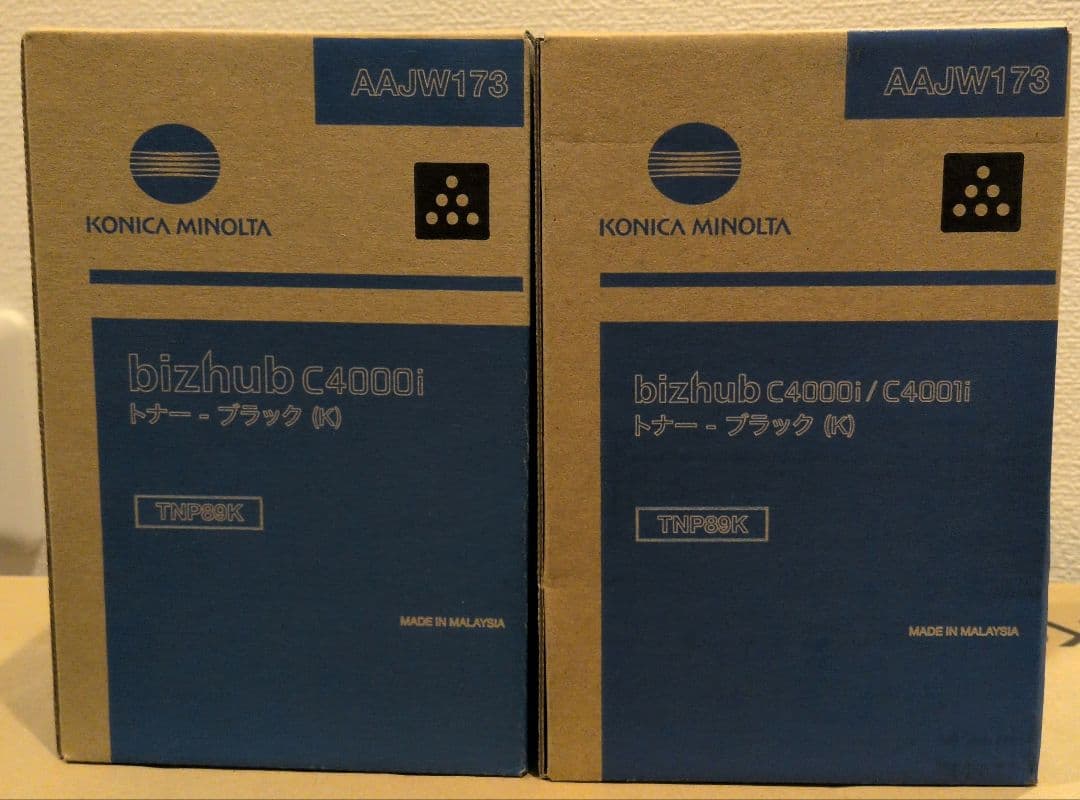 AAJW173
KONICA MINOLTA
bizhub C4000i
トナー - ブラック (K)
TNP89K
MADE IN MALAYSIA
AAJW173
KONICA MINOLTA
bizhub C4000i / C4001i
トナー - ブラック (K)
TNP89K
MADE IN MALAYSIA